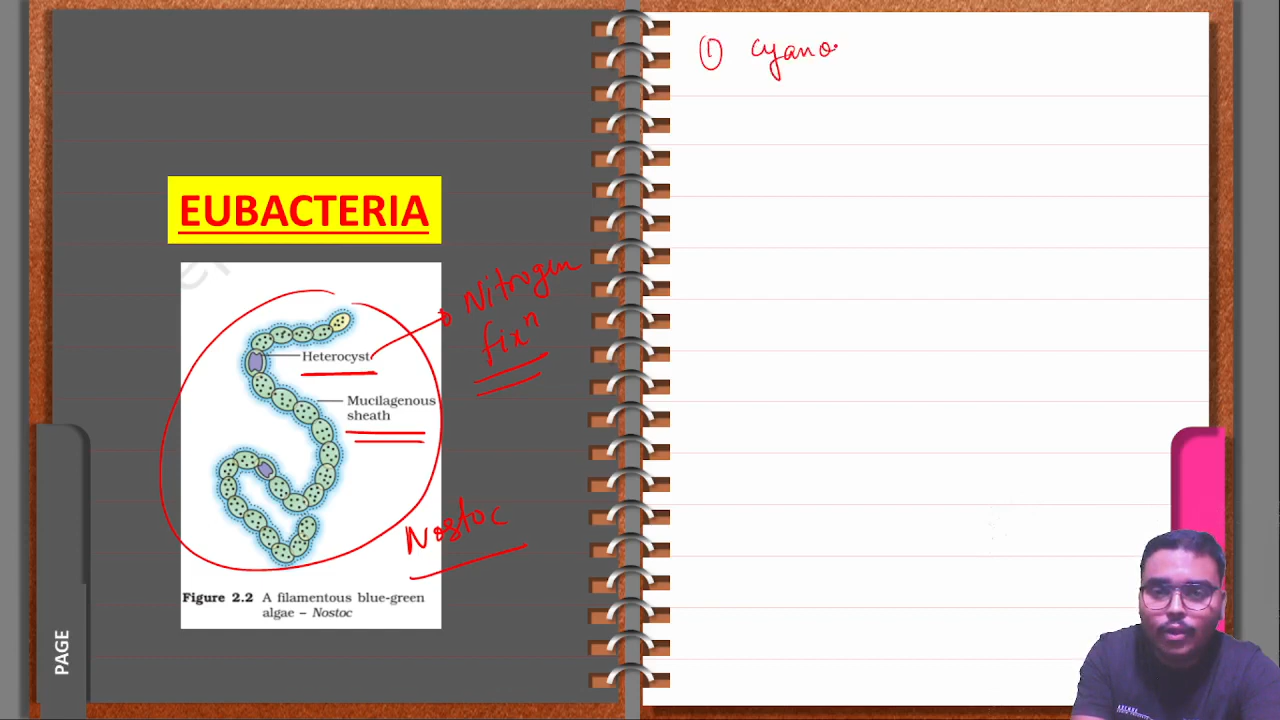 ① Cyano
EUBACTERIA
Nitrogen
fixⁿ
Heterocyst
Mucilagenous
sheath
Nostoc
Figure 2.2 A filamentous blue-green
algae – Nostoc
PAGE